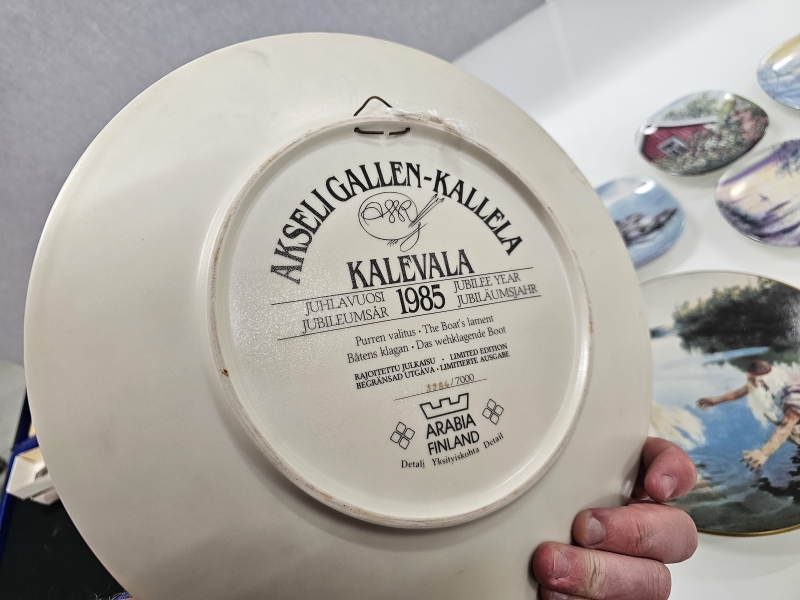 AKSELI GALLEN-KALLELA
KALEVALA
JUHLAVUOSI 1985 JUBILEE YEAR
JUBILEUMSÅR JUBILÄUMSJAHR
Purren valitus • The Boat's lament
Båtens klagan • Das wehklagende Boot
RAJOITETTU JULKAISU • LIMITED EDITION
BEGRÄNSAD UTGÅVA • LIMITIERTE AUSGABE
/7000
ARABIA
FINLAND
Detalj Yksityiskohta Detail